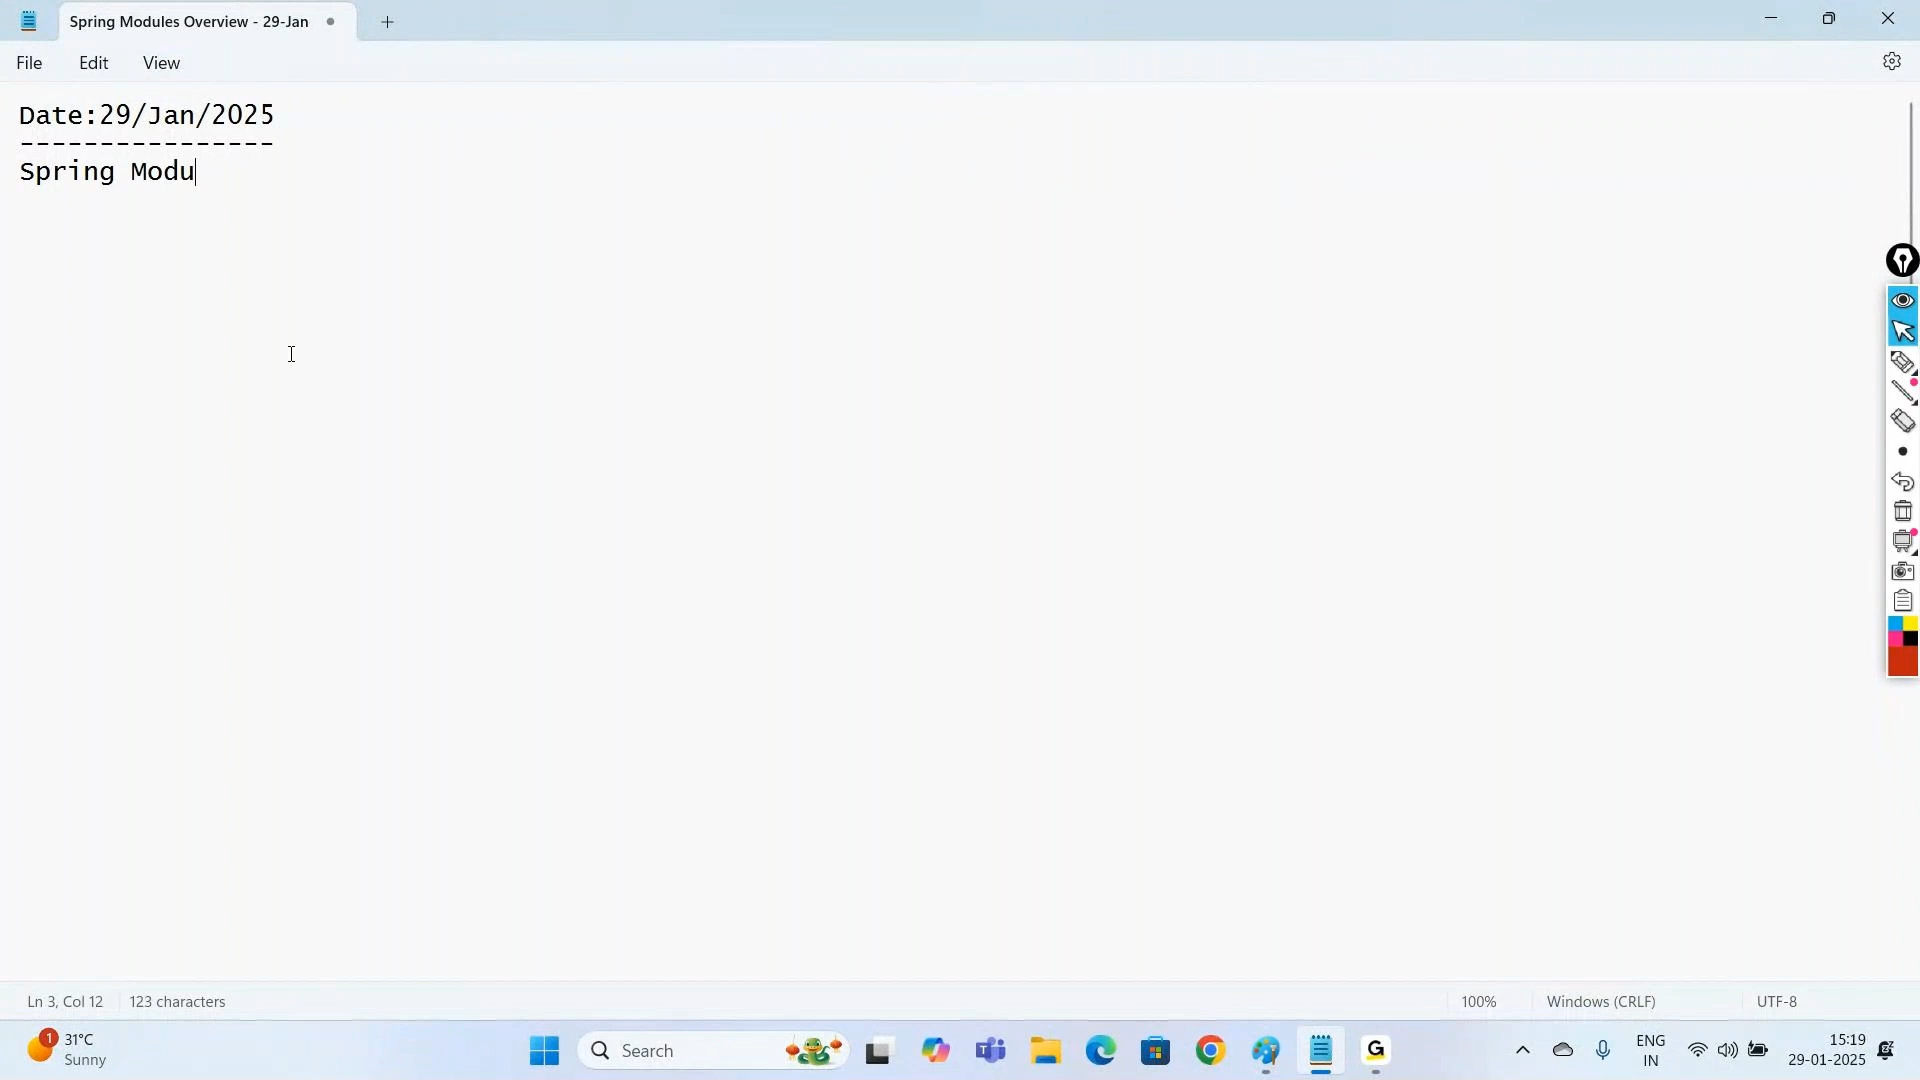 Spring Modules Overview - 29-Jan
File Edit View
Date:29/Jan/2025
----------------
Spring Modu
Ln 3, Col 12 123 characters 100% Windows (CRLF) UTF-8
1 31°C
Sunny
Search
ENG
IN
15:19
29-01-2025